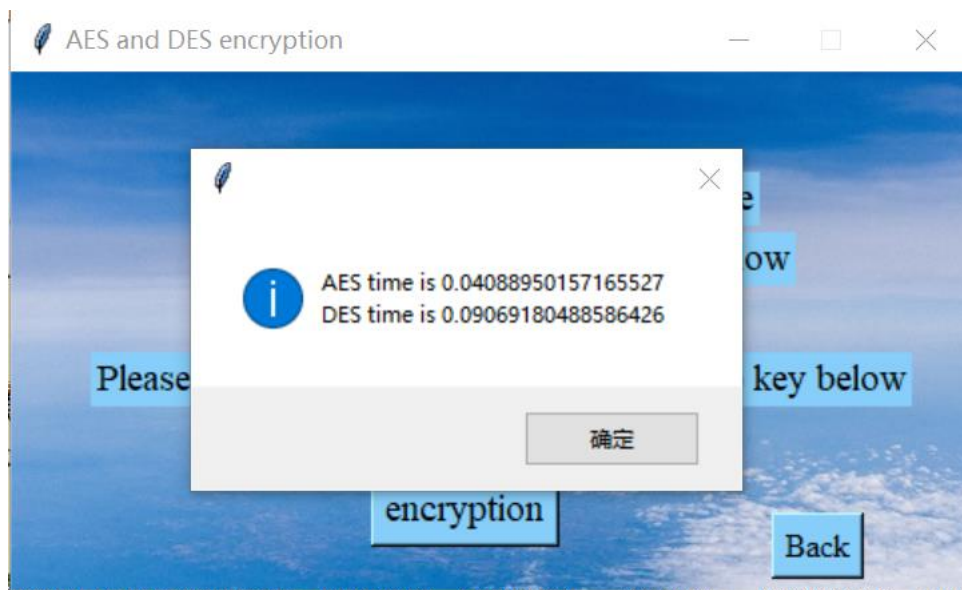 AES and DES encryption
e
ow
AES time is 0.04088950157165527
DES time is 0.09069180488586426
Please
key below
确定
encryption
Back